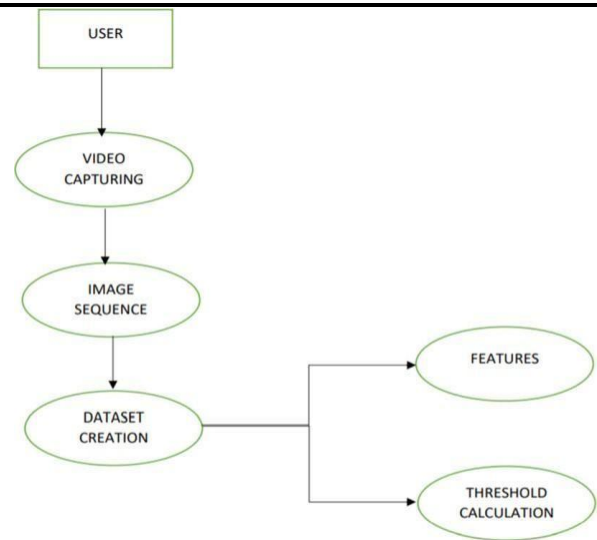 USER
VIDEO
CAPTURING
IMAGE
SEQUENCE
DATASET
CREATION
FEATURES
THRESHOLD
CALCULATION